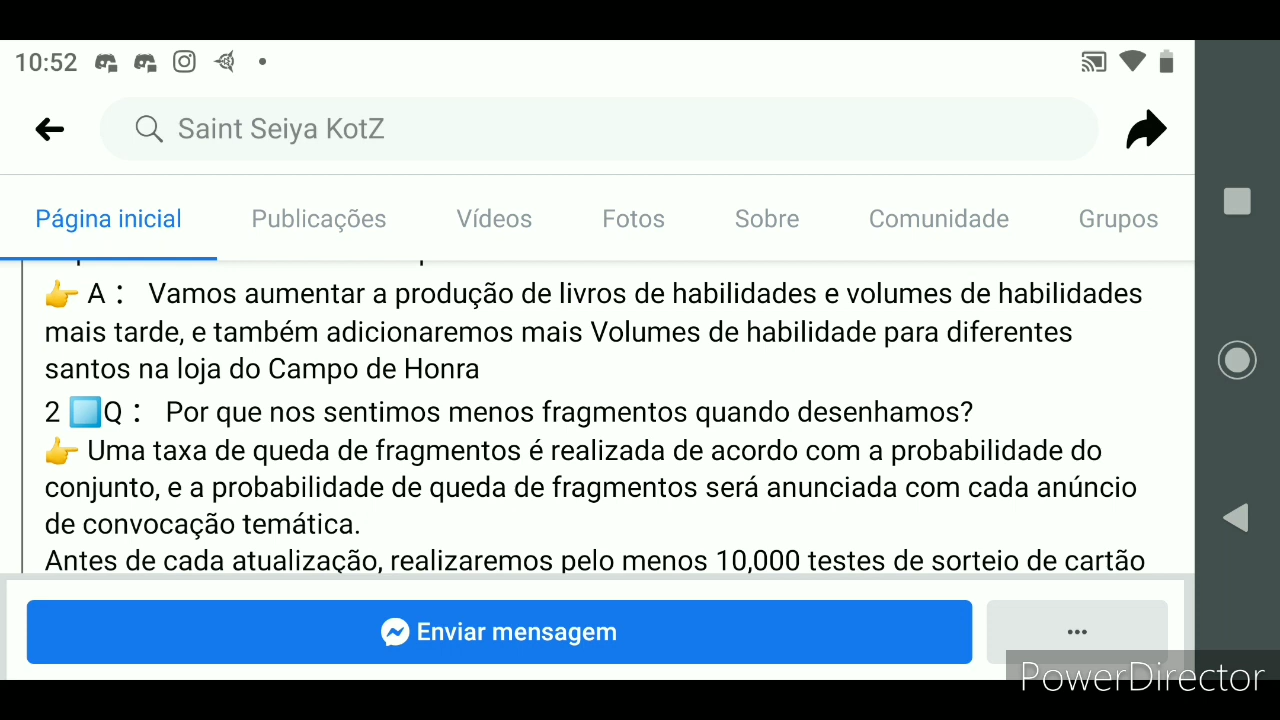 10:52
Saint Seiya KotZ
Página inicial
Publicações
Vídeos
Fotos
Sobre
Comunidade
Grupos
👉 A： Vamos aumentar a produção de livros de habilidades e volumes de habilidades
mais tarde, e também adicionaremos mais Volumes de habilidade para diferentes
santos na loja do Campo de Honra
2 Q： Por que nos sentimos menos fragmentos quando desenhamos?
👉 Uma taxa de queda de fragmentos é realizada de acordo com a probabilidade do
conjunto, e a probabilidade de queda de fragmentos será anunciada com cada anúncio
de convocação temática.
Antes de cada atualização, realizaremos pelo menos 10,000 testes de sorteio de cartão
Enviar mensagem
...
PowerDirector